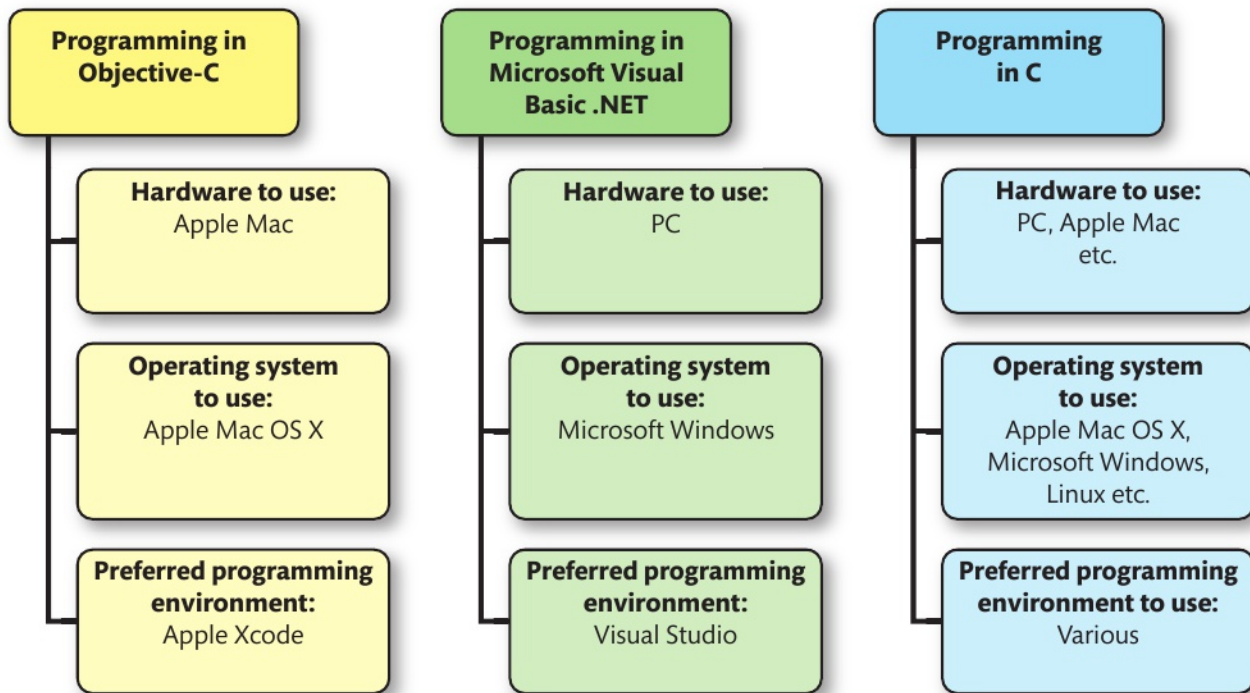 Programming in
Objective-C
Hardware to use:
Apple Mac
Operating system
to use:
Apple Mac OS X
Preferred programming
environment:
Apple Xcode
Programming in
Microsoft Visual
Basic .NET
Hardware to use:
PC
Operating system
to use:
Microsoft Windows
Preferred programming
environment:
Visual Studio
Programming
in C
Hardware to use:
PC, Apple Mac
etc.
Operating system
to use:
Apple Mac OS X,
Microsoft Windows,
Linux etc.
Preferred programming
environment to use:
Various